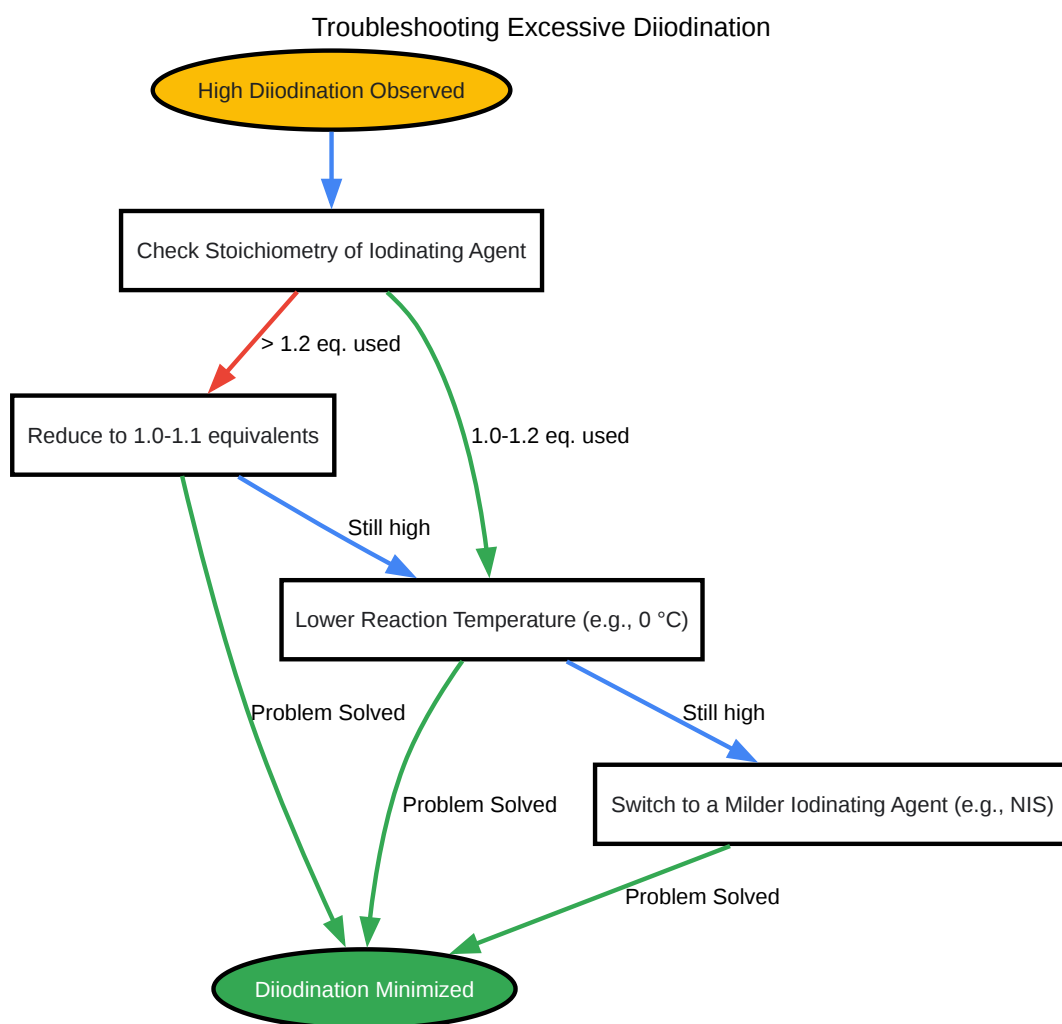 Troubleshooting Excessive Diiodination
High Diiodination Observed
Check Stoichiometry of Iodinating Agent
> 1.2 eq. used
Reduce to 1.0-1.1 equivalents
1.0-1.2 eq. used
Still high
Lower Reaction Temperature (e.g., 0 °C)
Problem Solved
Still high
Problem Solved
Switch to a Milder Iodinating Agent (e.g., NIS)
Problem Solved
Diiodination Minimized